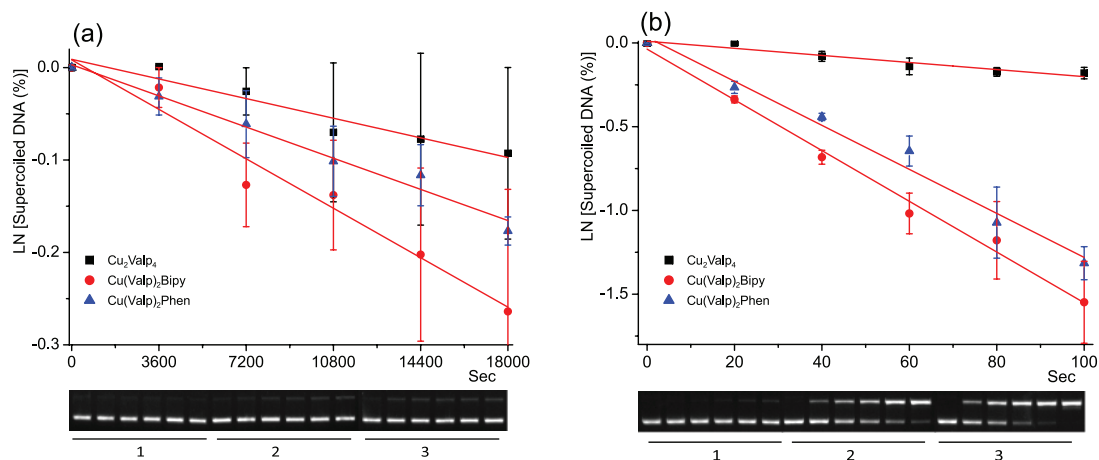 (a)
LN [Supercoiled DNA (%)]
0.0
-0.1
-0.2
-0.3
Cu₂Valp₄
Cu(Valp)₂Bipy
Cu(Valp)₂Phen
0 3600 7200 10800 14400 18000
Sec
1 2 3
(b)
LN [Supercoiled DNA (%)]
0.0
-0.5
-1.0
-1.5
Cu₂Valp₄
Cu(Valp)₂Bipy
Cu(Valp)₂Phen
0 20 40 60 80 100
Sec
1 2 3